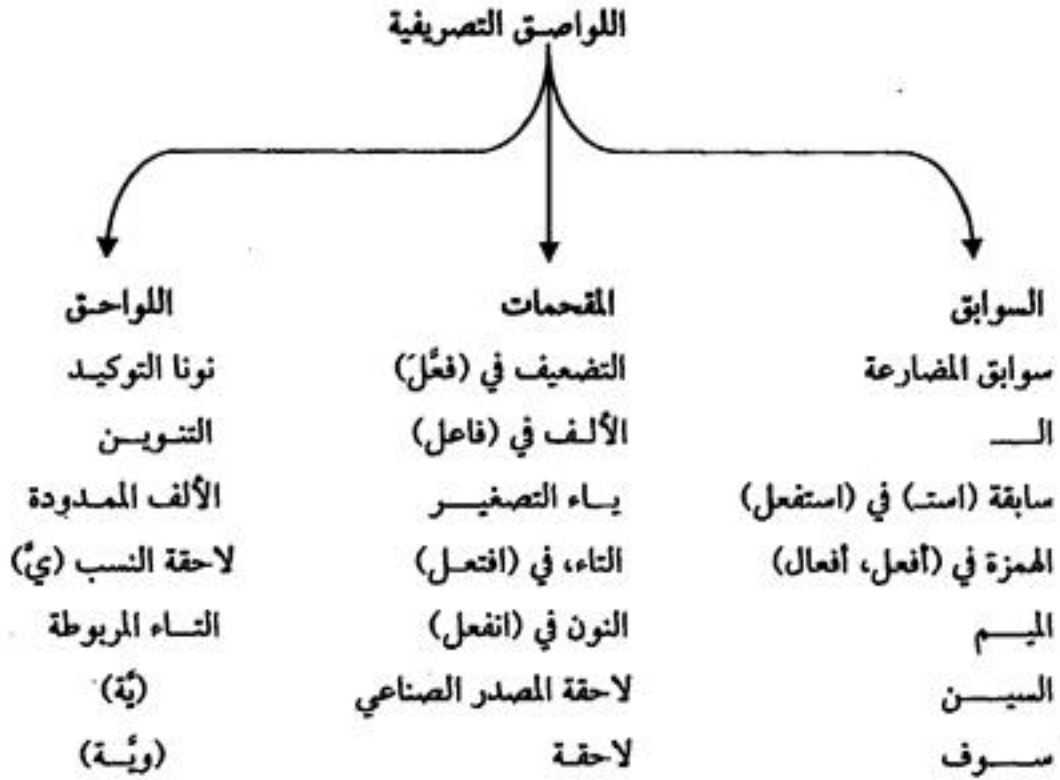 اللواصق التصريفية
السوابق المقحمات اللواحق
سوابق المضارعة التضعيف في (فعَّلَ) نونا التوكيد
الـ الألف في (فاعل) التنوين
سابقة (استـ) في (استفعل) ياء التصغير الألف الممدودة
الهمزة في (أفعل، أفعال) التاء، في (افتعل) لاحقة النسب (يّ)
الميم النون في (انفعل) التاء المربوطة
السين لاحقة المصدر الصناعي (يَّة)
سوف لاحقة (ويَّة)